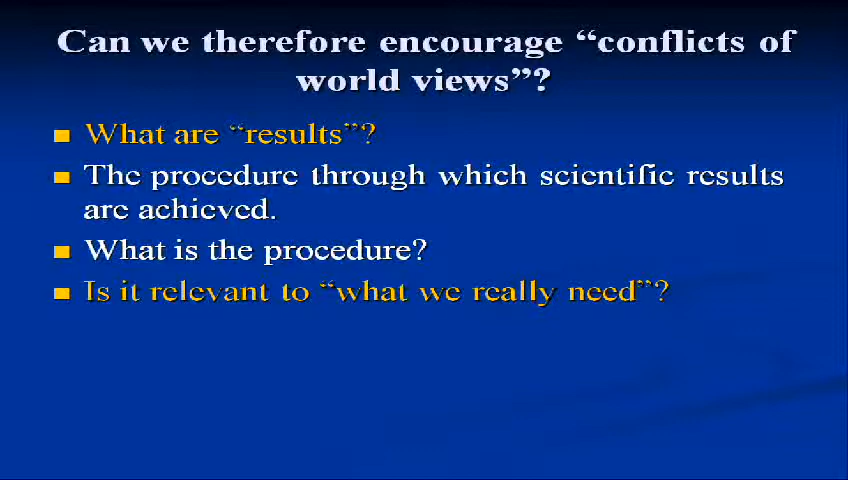 Can we therefore encourage “conflicts of
world views”?
What are “results”?
The procedure through which scientific results
are achieved.
What is the procedure?
Is it relevant to “what we really need”?